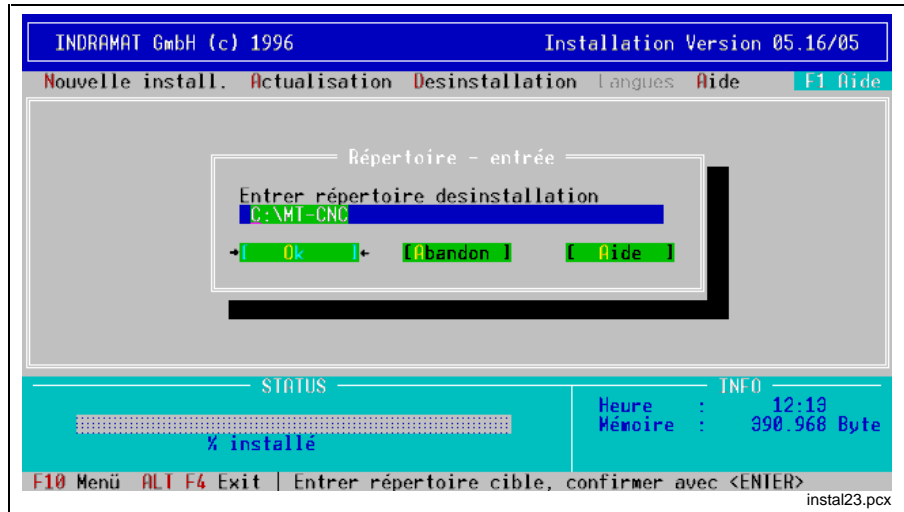 INDRAMAT GmbH (c) 1996 Installation Version 05.16/05
Nouvelle install. Actualisation Desinstallation Langues Aide F1 Aide
Répertoire - entrée
Entrer répertoire desinstallation
C:\MT-CNC
[ Ok ] [Abandon ] [ Aide ]
STATUS INFO
Heure : 12:13
Mémoire : 390.968 Byte
% installé
F10 Menü ALT F4 Exit | Entrer répertoire cible, confirmer avec <ENTER>
instal23.pcx